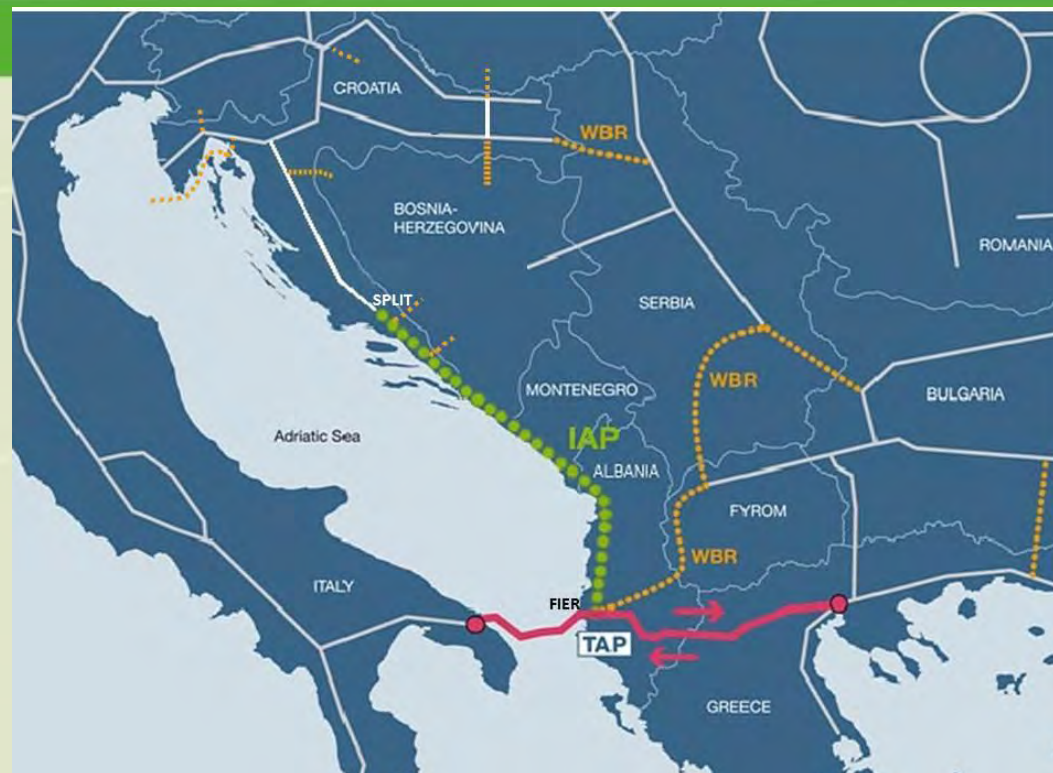 CROATIA
WBR
BOSNIA-
HERZEGOVINA
ROMANIA
SPLIT
SERBIA
WBR
MONTENEGRO
BULGARIA
Adriatic Sea
IAP
ALBANIA
FYROM
WBR
ITALY
FIER
TAP
GREECE